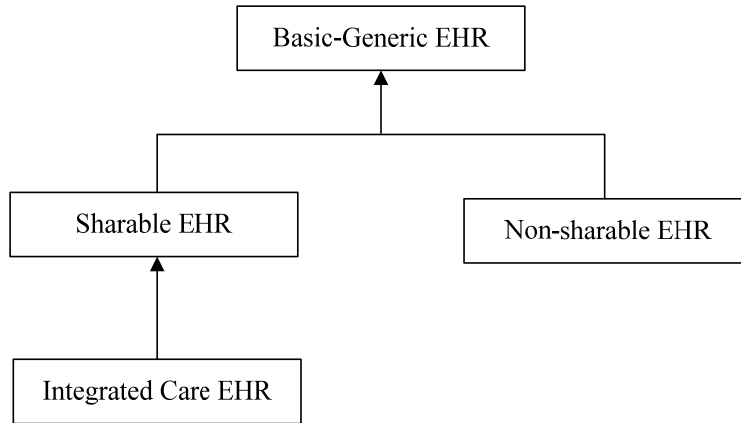 Basic-Generic EHR
Sharable EHR
Non-sharable EHR
Integrated Care EHR